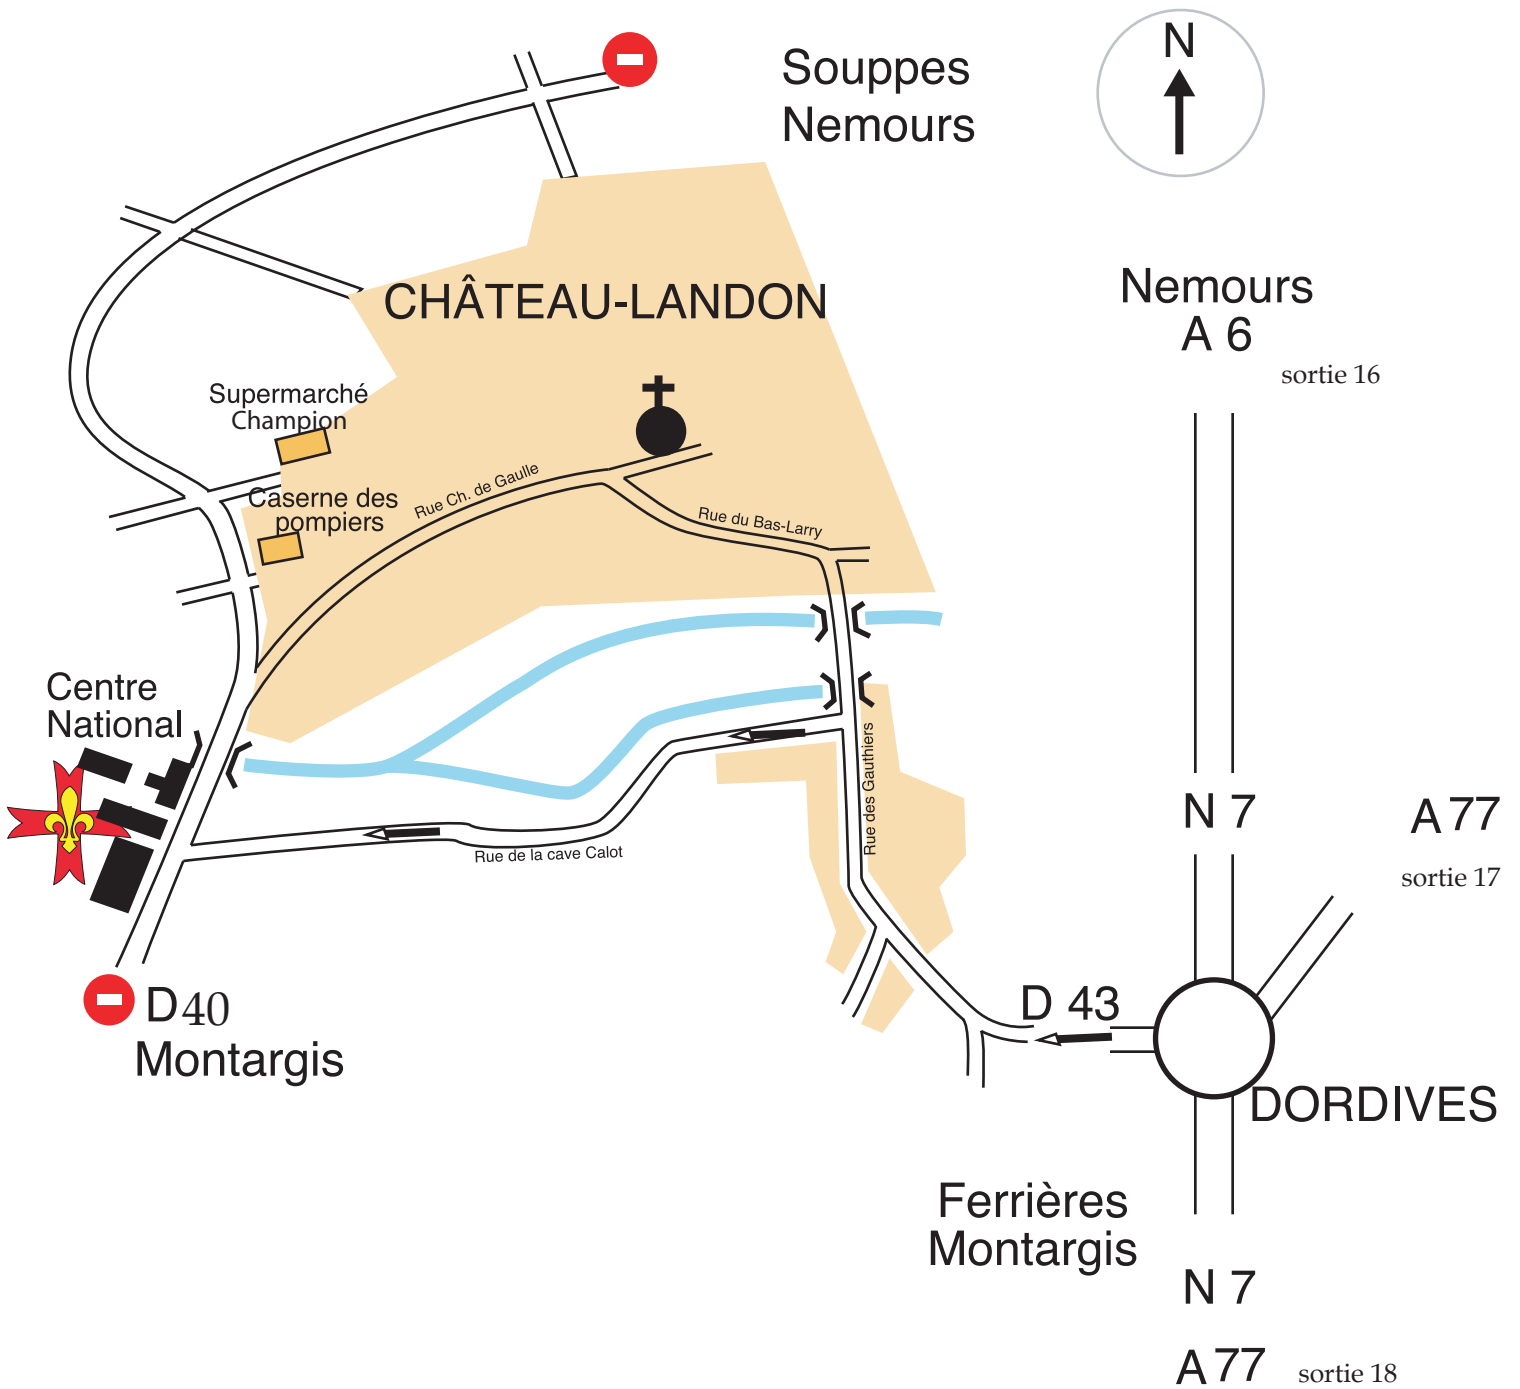 Souppes
Nemours
N
CHÂTEAU-LANDON
Nemours
A 6
sortie 16
Supermarché
Champion
Caserne des
pompiers
Rue Ch. de Gaulle
Rue du Bas-Larry
Centre
National
Rue des Gauthiers
Rue de la cave Calot
N 7
A 77
sortie 17
D40
Montargis
D 43
DORDIVES
Ferrières
Montargis
N 7
A 77
sortie 18